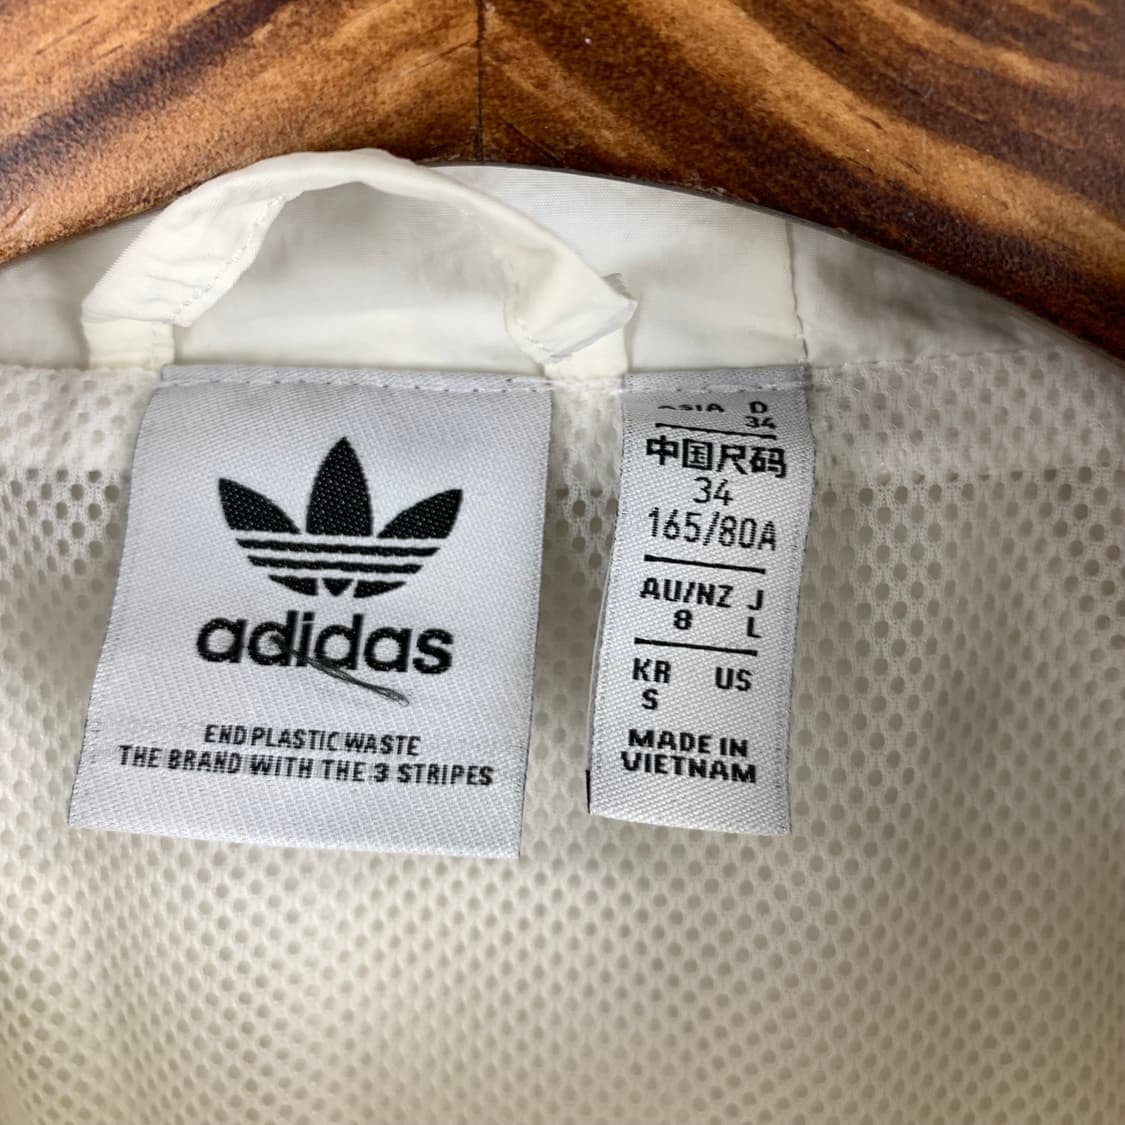 adidas
END PLASTIC WASTE
THE BRAND WITH THE 3 STRIPES
ASIA D
34
中国尺码
34
165/80A
AU/NZ J
8 L
KR US
S
MADE IN
VIETNAM